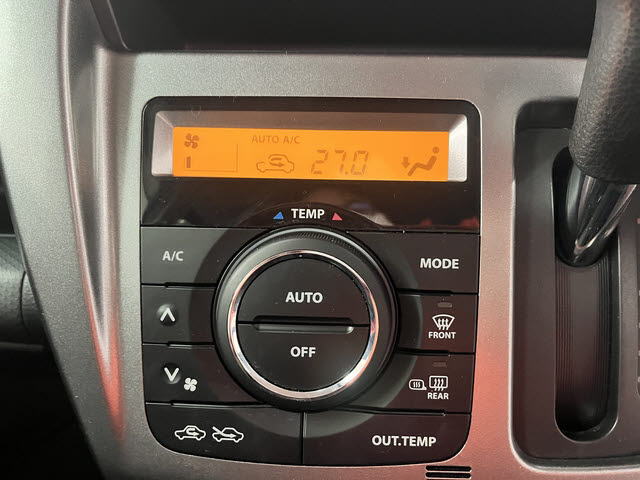 AUTO A/C
27.0
TEMP
A/C
MODE
AUTO
OFF
FRONT
REAR
OUT.TEMP